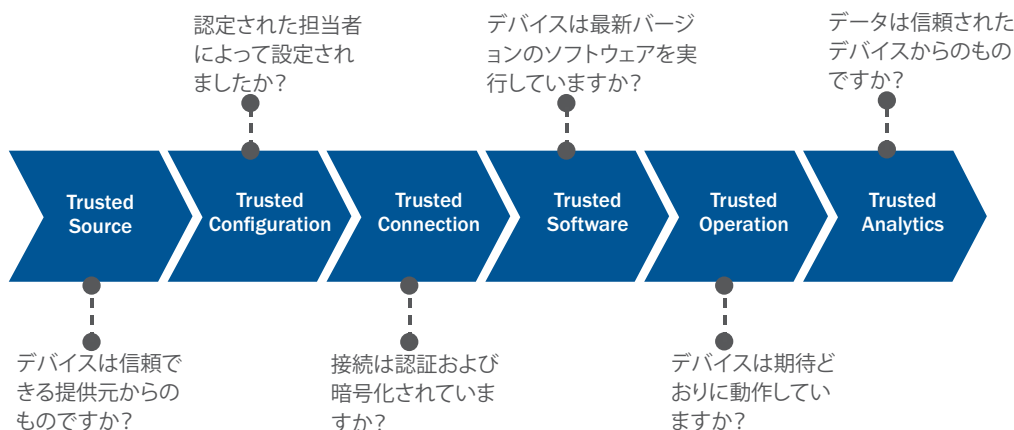 認定された担当者
によって設定され
ましたか?
デバイスは最新バージ
ョンのソフトウェアを実
行していますか?
データは信頼された
デバイスからのもの
ですか?
Trusted
Source
Trusted
Configuration
Trusted
Connection
Trusted
Software
Trusted
Operation
Trusted
Analytics
デバイスは信頼で
きる提供元からの
ものですか?
接続は認証および
暗号化されていま
すか?
デバイスは期待ど
おりに動作してい
ますか?